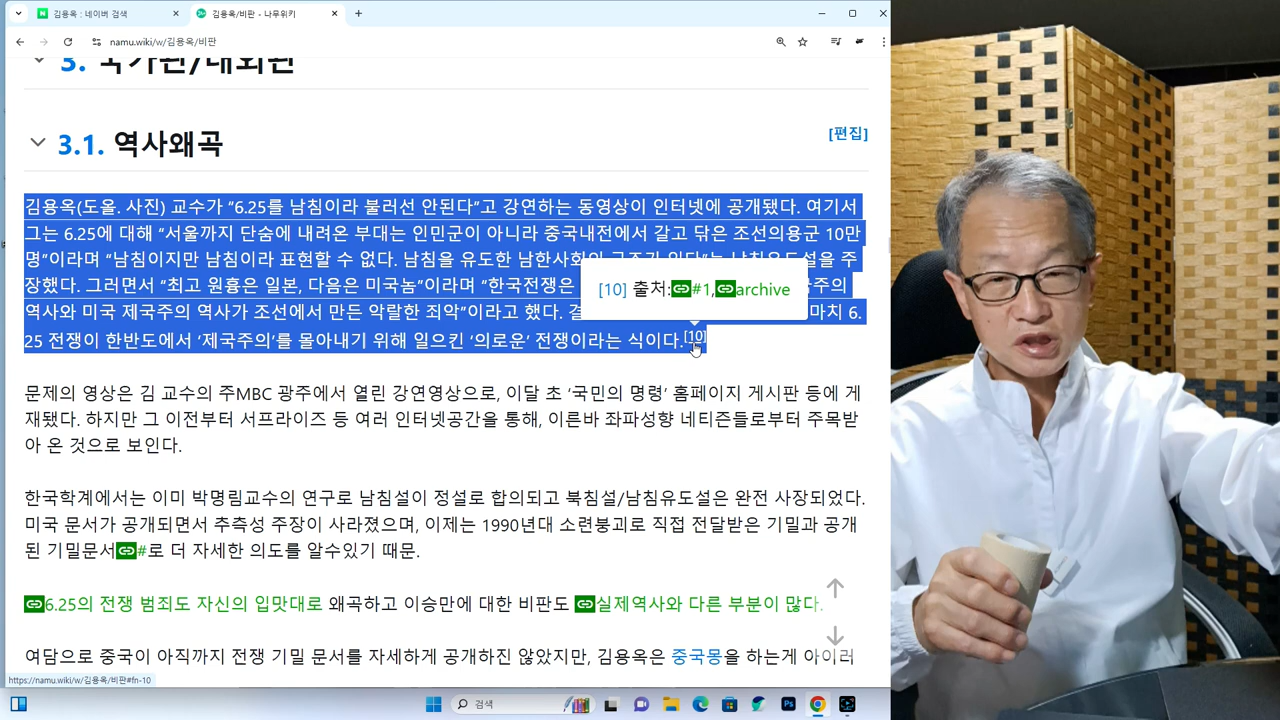 김용옥 : 네이버 검색
김용옥/비판 - 나무위키
namu.wiki/w/김용옥/비판
3. 국가관/대외관
3.1. 역사왜곡
[편집]
김용옥(도올. 사진) 교수가 “6.25를 남침이라 불러선 안된다”고 강연하는 동영상이 인터넷에 공개됐다. 여기서
그는 6.25에 대해 “서울까지 단숨에 내려온 부대는 인민군이 아니라 중국내전에서 갈고 닦은 조선의용군 10만
명”이라며 “남침이지만 남침이라 표현할 수 없다. 남침을 유도한 남한사회의 구조가 있다”는 남침유도설을 주
장했다. 그러면서 “최고 원흉은 일본, 다음은 미국놈”이라며 “한국전쟁은
[10] 출처:#1,archive
주의
역사와 미국 제국주의 역사가 조선에서 만든 악랄한 죄악”이라고 했다.
마치 6.
25 전쟁이 한반도에서 ‘제국주의’를 몰아내기 위해 일으킨 ‘의로운’ 전쟁이라는 식이다.[10]
문제의 영상은 김 교수의 주MBC 광주에서 열린 강연영상으로, 이달 초 ‘국민의 명령’ 홈페이지 게시판 등에 게
재됐다. 하지만 그 이전부터 서프라이즈 등 여러 인터넷공간을 통해, 이른바 좌파성향 네티즌들로부터 주목받
아 온 것으로 보인다.
한국학계에서는 이미 박명림교수의 연구로 남침설이 정설로 합의되고 북침설/남침유도설은 완전 사장되었다.
미국 문서가 공개되면서 추측성 주장이 사라졌으며, 이제는 1990년대 소련붕괴로 직접 전달받은 기밀과 공개
된 기밀문서#로 더 자세한 의도를 알수있기 때문.
6.25의 전쟁 범죄도 자신의 입맛대로 왜곡하고 이승만에 대한 비판도 실제역사와 다른 부분이 많다.
여담으로 중국이 아직까지 전쟁 기밀 문서를 자세하게 공개하진 않았지만, 김용옥은 중국몽을 하는게 아이러
https://namu.wiki/w/김용옥/비판#fn-10
검색
Ps